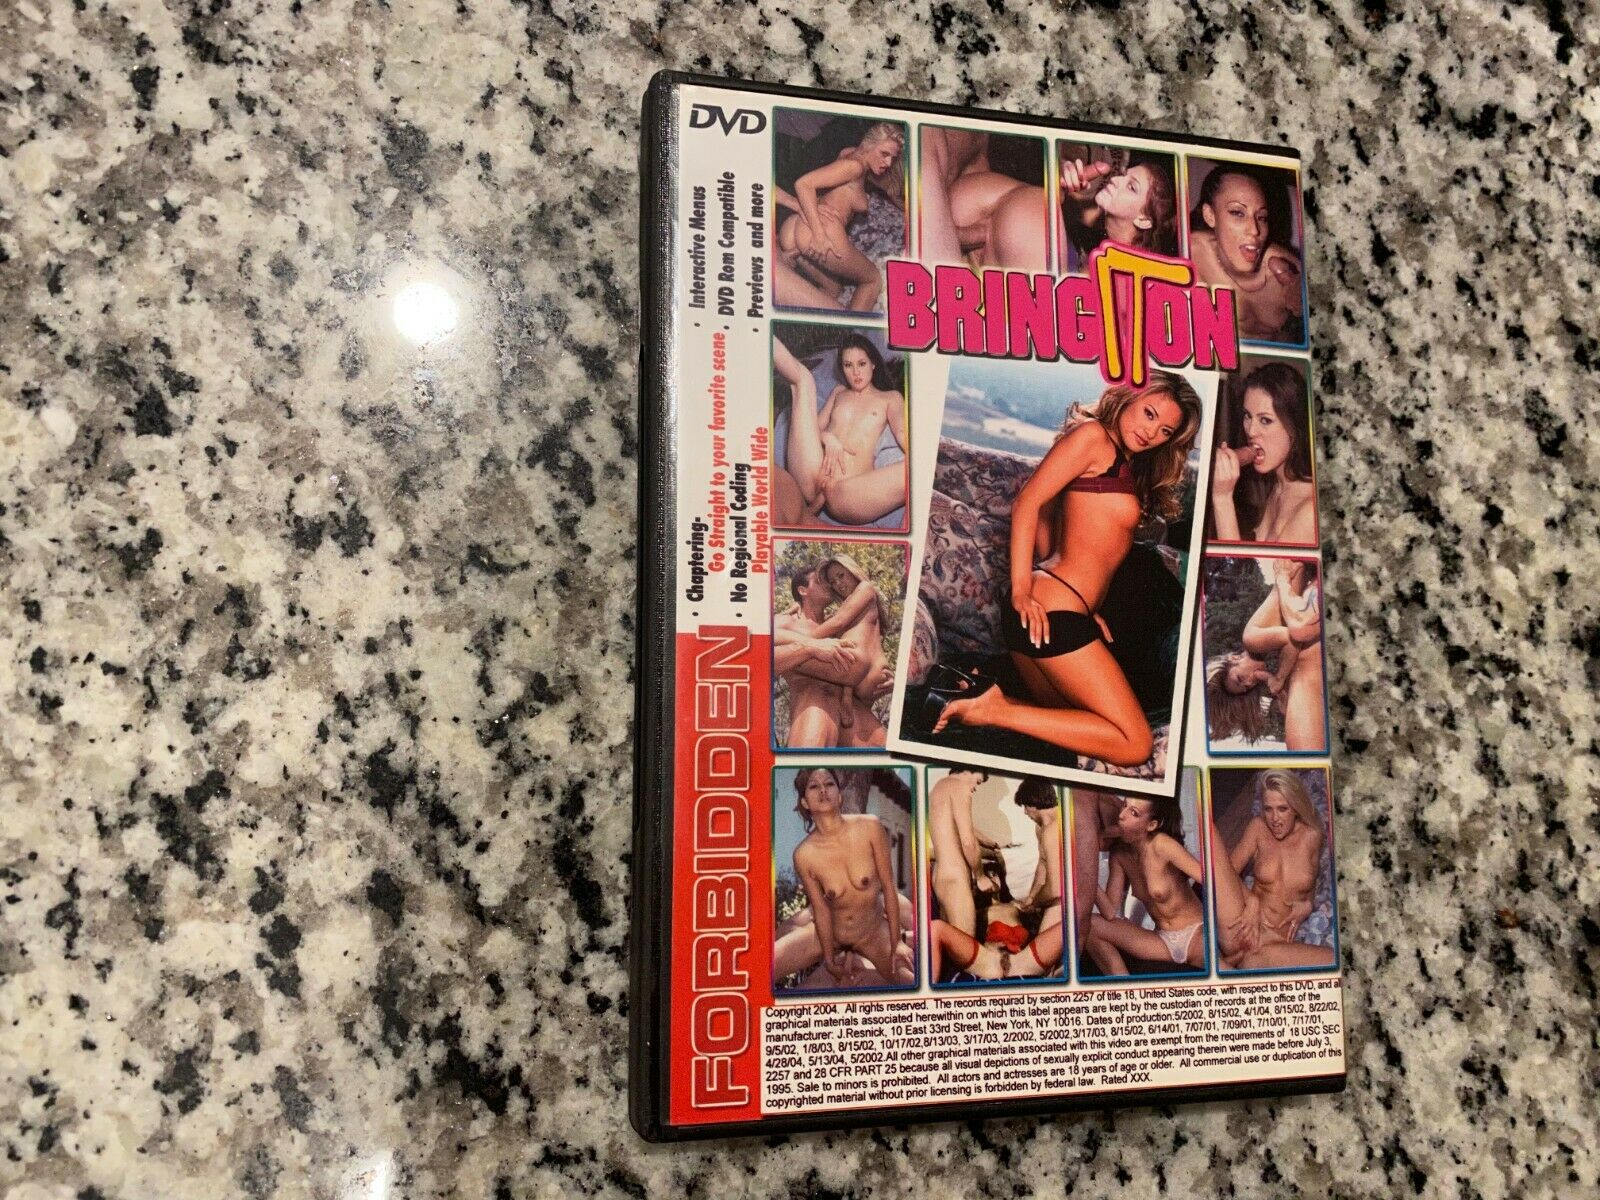 DVD
• Chaptering-
Go Straight to your favorite scene
• No Regional Coding
Playable World Wide
• Interactive Menus
• DVD Rom Compatible
• Previews and more
FORBIDDEN
BRING IT ON
Copyright 2004. All rights reserved. The records required by section 2257 of title 18, United States code, with respect to this DVD, and all
graphical materials associated herewithin on which this label appears are kept by the custodian of records at the office of the
manufacturer: J.Resnick, 10 East 33rd Street, New York, NY 10016. Dates of production:5/2002, 8/15/02, 4/1/04, 8/15/02, 8/22/02,
9/5/02, 1/8/03, 8/15/02, 10/17/02,8/13/03, 3/17/03, 2/2002, 5/2002,3/17/03, 8/15/02, 6/14/01, 7/07/01, 7/09/01, 7/10/01, 7/17/01,
4/28/04, 5/13/04, 5/2002.All other graphical materials associated with this video are exempt from the requirements of 18 USC SEC
2257 and 28 CFR PART 25 because all visual depictions of sexually explicit conduct appearing therein were made before July 3,
1995. Sale to minors is prohibited. All actors and actresses are 18 years of age or older. All commercial use or duplication of this
copyrighted material without prior licensing is forbidden by federal law. Rated XXX.